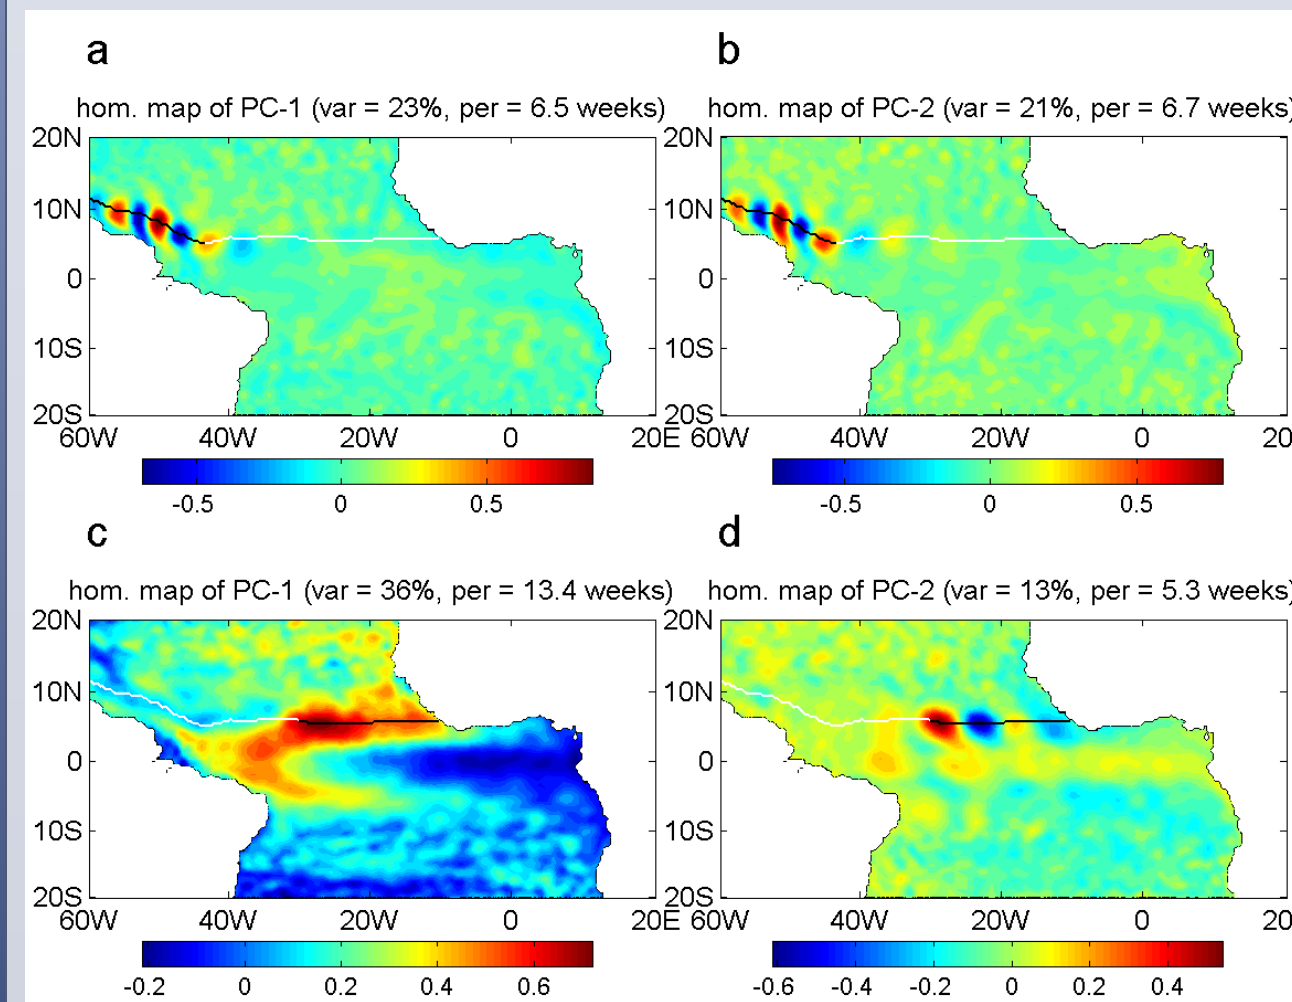 a
b
hom. map of PC-1 (var = 23%, per = 6.5 weeks)
hom. map of PC-2 (var = 21%, per = 6.7 weeks)
20N
10N
0
10S
20S
60W 40W 20W 0 20E
20N
10N
0
10S
20S
60W 40W 20W 0 20
-0.5 0 0.5
-0.5 0 0.5
c
d
hom. map of PC-1 (var = 36%, per = 13.4 weeks)
hom. map of PC-2 (var = 13%, per = 5.3 weeks)
20N
10N
0
10S
20S
60W 40W 20W 0 20E
20N
10N
0
10S
20S
60W 40W 20W 0 20
-0.2 0 0.2 0.4 0.6
-0.6 -0.4 -0.2 0 0.2 0.4